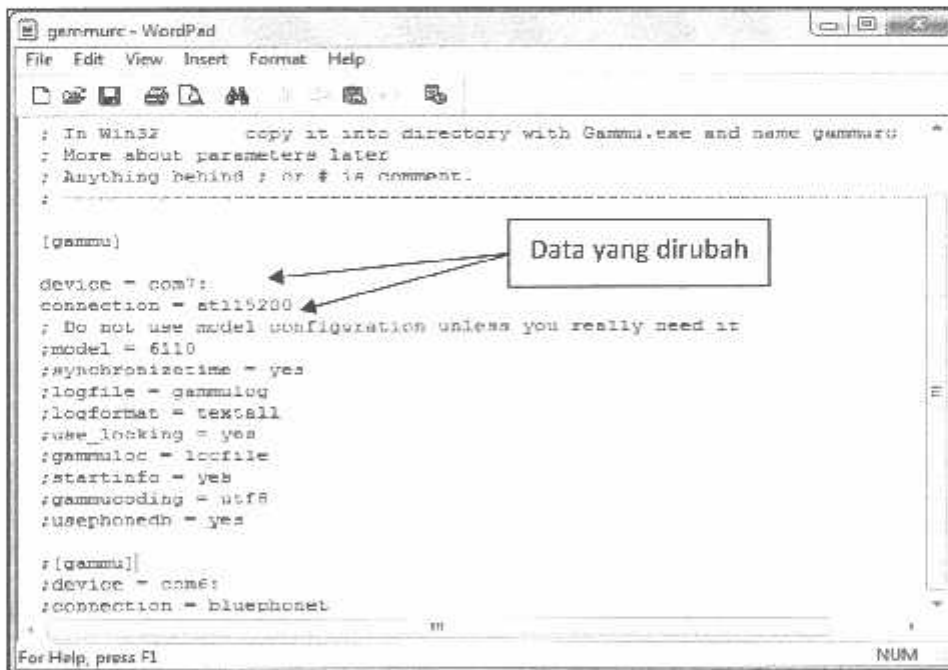 gammurc - WordPad
File Edit View Insert Format Help
; In Win32 copy it into directory with Gammu.exe and name gammurc
; More about parameters later
; Anything behind ; or # is comment.
;
[gammu]
Data yang dirubah
device = com7:
connection = at115200
; Do not use model configuration unless you really need it
;model = 6110
;synchronizetime = yes
;logfile = gammulog
;logformat = textall
;use_locking = yes
;gammuloc = locfile
;startinfo = yes
;gammucoding = utf8
;usephonedb = yes
;[gammu]
;device = com6:
;connection = bluephonet
For Help, press F1
NUM